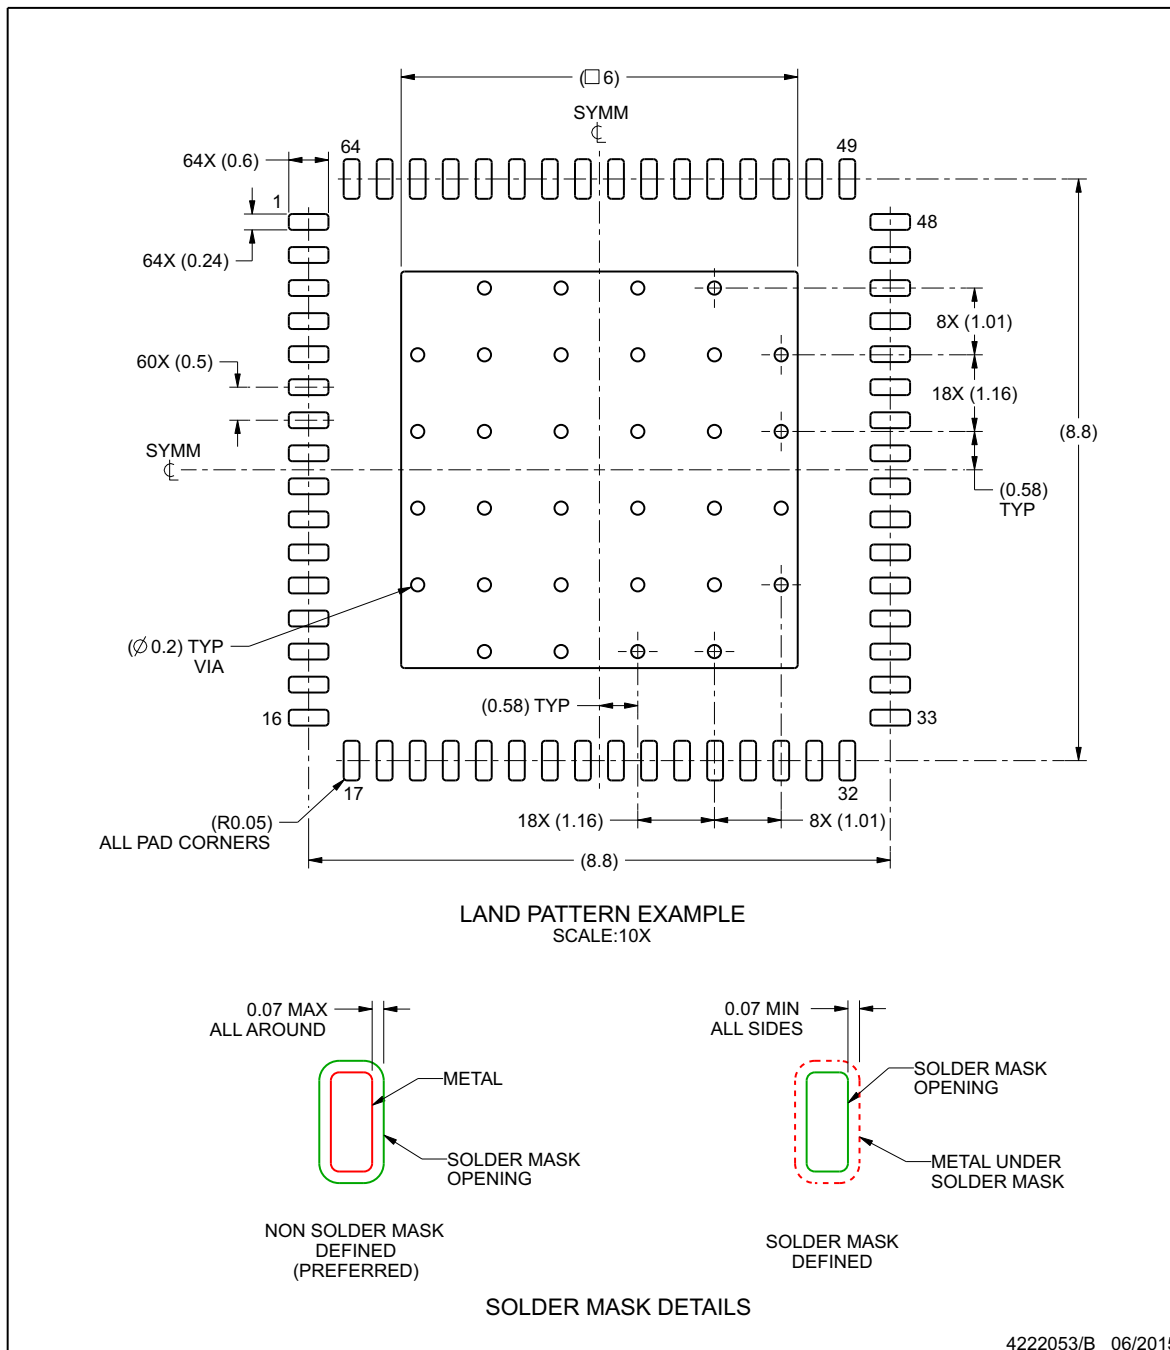 (□6)
SYMM
℄
64
49
64X (0.6)
1
48
64X (0.24)
8X (1.01)
60X (0.5)
18X (1.16)
(8.8)
SYMM
℄
(0.58)
TYP
(∅0.2) TYP
VIA
(0.58) TYP
16
33
17
32
(R0.05)
ALL PAD CORNERS
18X (1.16)
8X (1.01)
(8.8)
LAND PATTERN EXAMPLE
SCALE:10X
0.07 MAX
ALL AROUND
METAL
SOLDER MASK
OPENING
NON SOLDER MASK
DEFINED
(PREFERRED)
0.07 MIN
ALL SIDES
SOLDER MASK
OPENING
METAL UNDER
SOLDER MASK
SOLDER MASK
DEFINED
SOLDER MASK DETAILS
4222053/B 06/2015